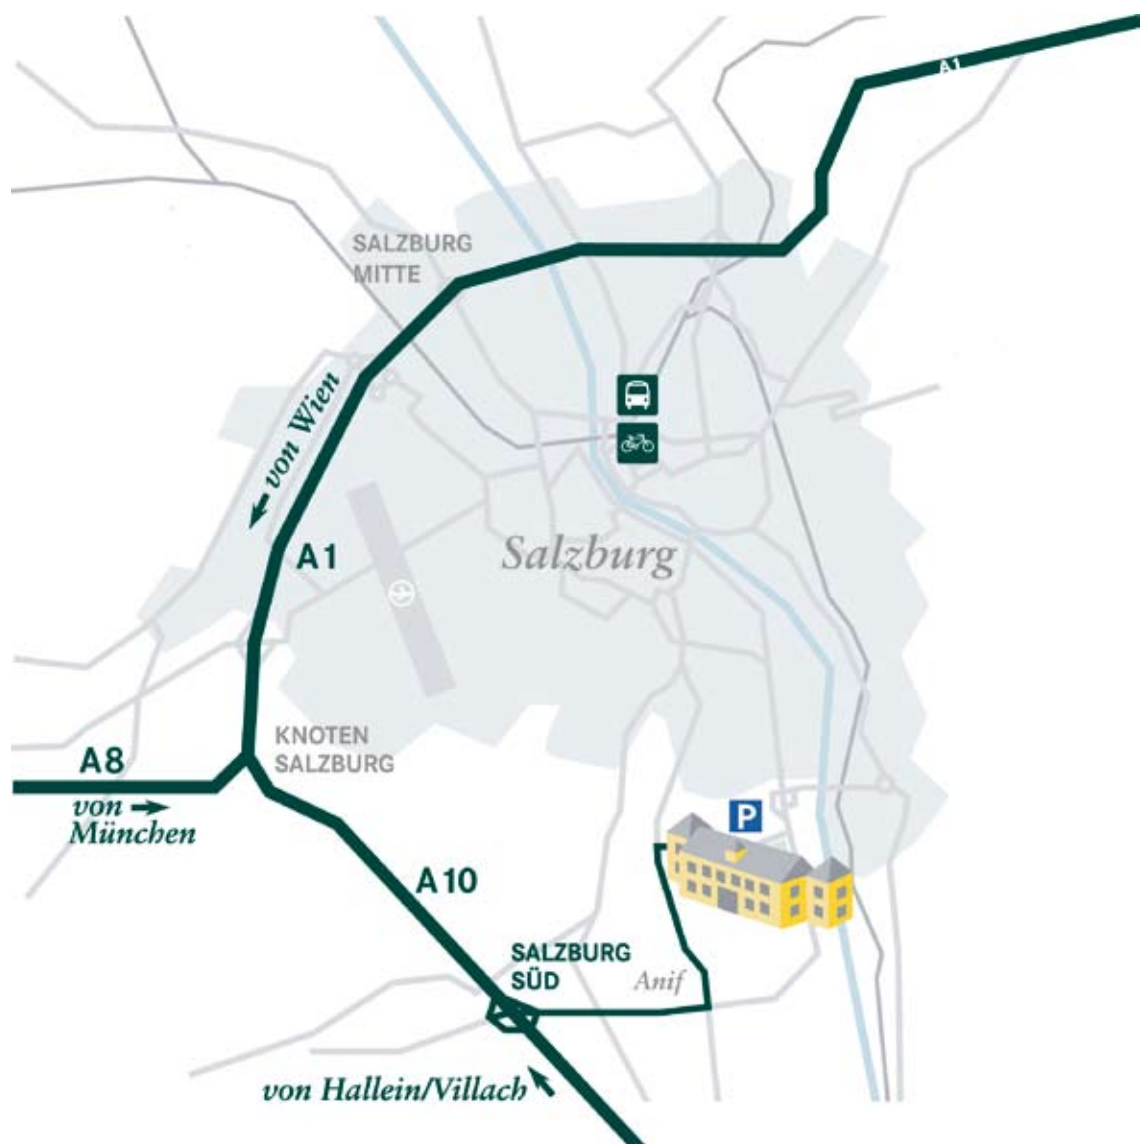 A1
SALZBURG
MITTE
von Wien
A1
Salzburg
KNOTEN
SALZBURG
A8
von
München
P
A10
SALZBURG
SÜD
Anif
von Hallein/Villach